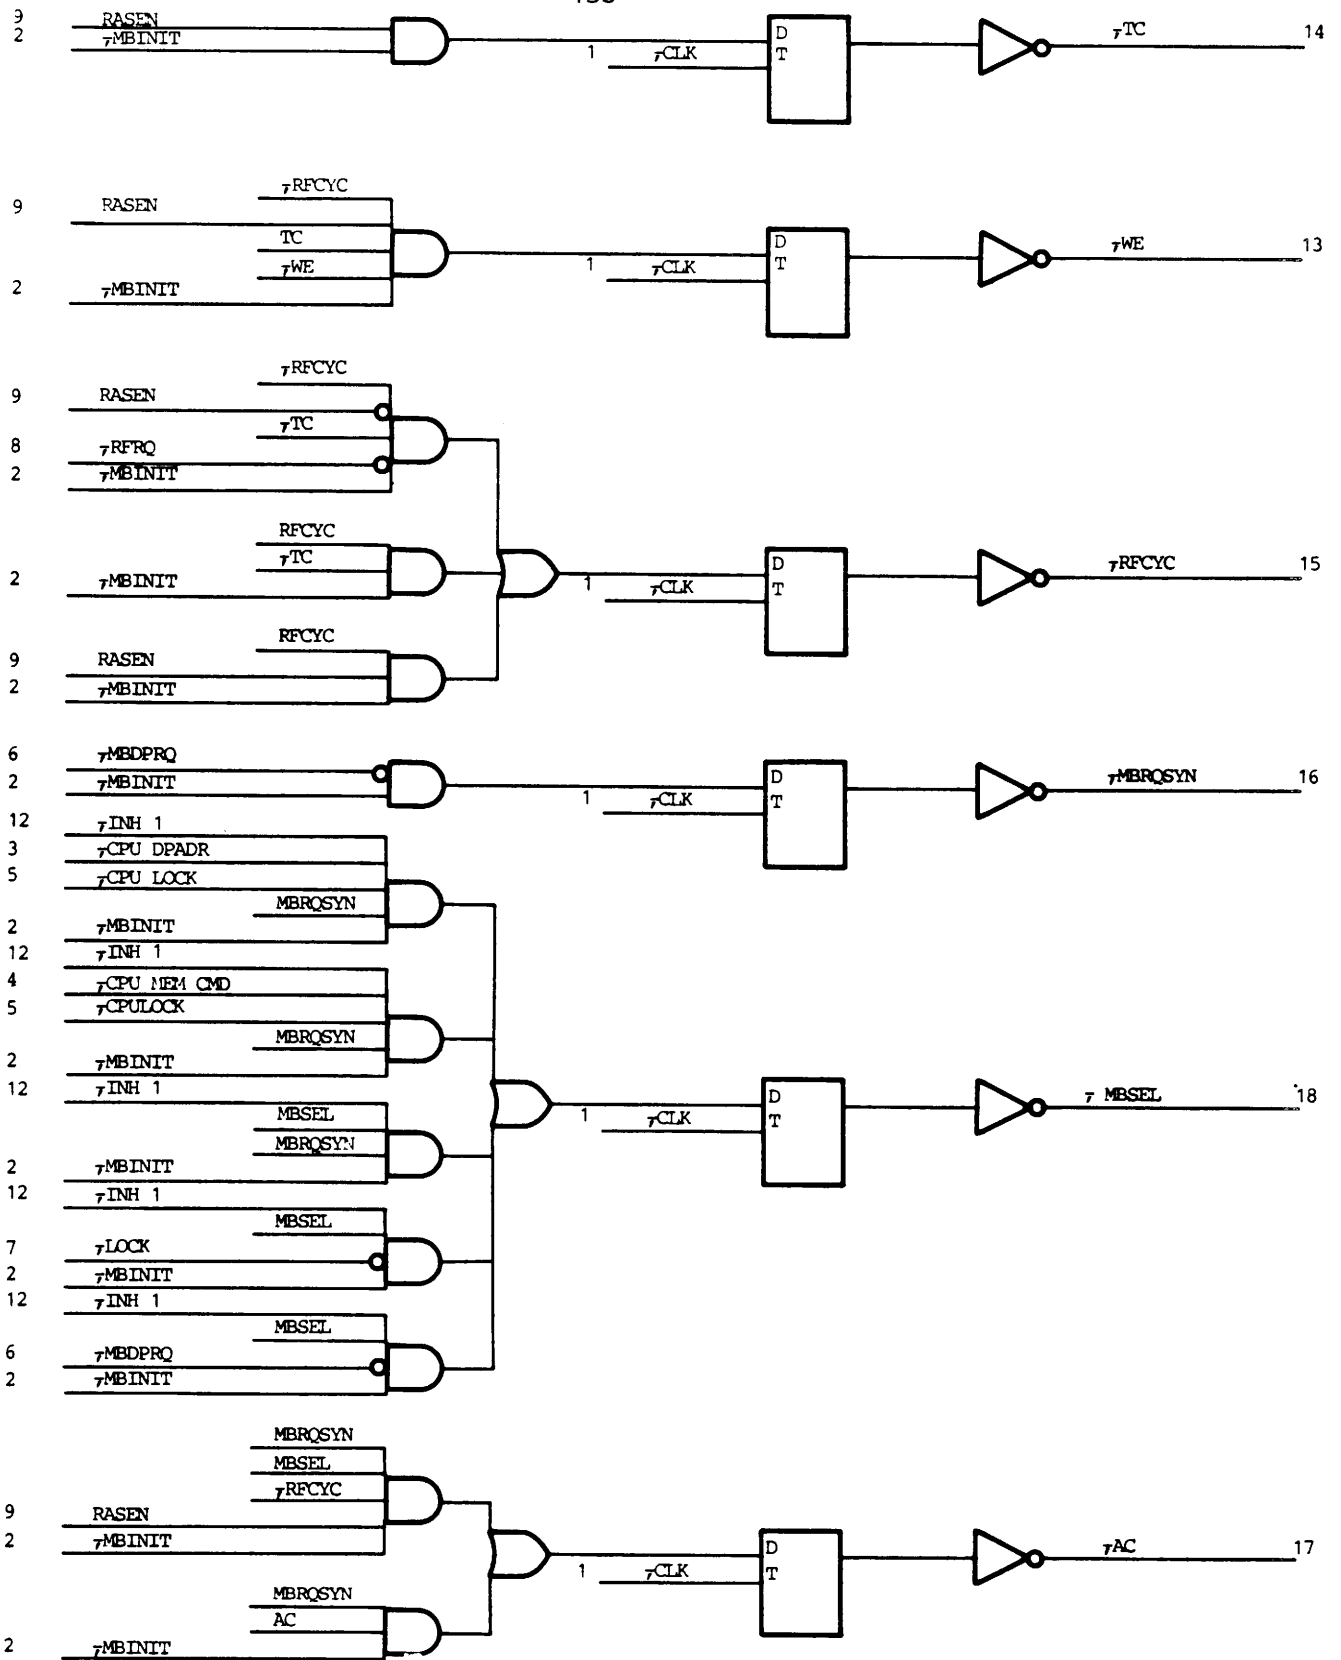 9 RASEN
2 ┐MBINIT
1 ┐CLK
D
T
┐TC 14
┐RFCYC
9 RASEN
TC
┐WE
2 ┐MBINIT
1 ┐CLK
D
T
┐WE 13
┐RFCYC
9 RASEN
┐TC
8 ┐RFRQ
2 ┐MBINIT
RFCYC
┐TC
2 ┐MBINIT
1 ┐CLK
D
T
┐RFCYC 15
RFCYC
9 RASEN
2 ┐MBINIT
6 ┐MBDPRQ
2 ┐MBINIT
1 ┐CLK
D
T
┐MBRQSYN 16
12 ┐INH 1
3 ┐CPU DPADR
5 ┐CPU LOCK
MBRQSYN
2 ┐MBINIT
12 ┐INH 1
4 ┐CPU MEM CMD
5 ┐CPULOCK
MBRQSYN
2 ┐MBINIT
12 ┐INH 1
MBSEL
MBRQSYN
2 ┐MBINIT
1 ┐CLK
D
T
┐ MBSEL 18
12 ┐INH 1
MBSEL
7 ┐LOCK
2 ┐MBINIT
12 ┐INH 1
MBSEL
6 ┐MBDPRQ
2 ┐MBINIT
MBRQSYN
MBSEL
┐RFCYC
9 RASEN
2 ┐MBINIT
1 ┐CLK
D
T
┐AC 17
MBRQSYN
AC
2 ┐MBINIT